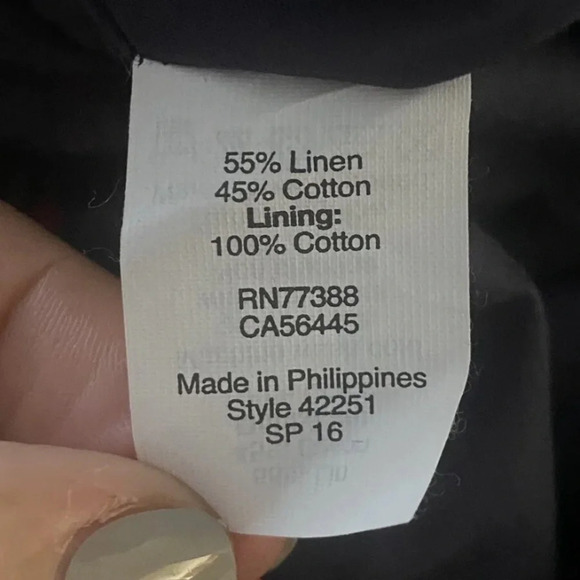 55% Linen
45% Cotton
Lining:
100% Cotton
RN77388
CA56445
Made in Philippines
Style 42251
SP 16